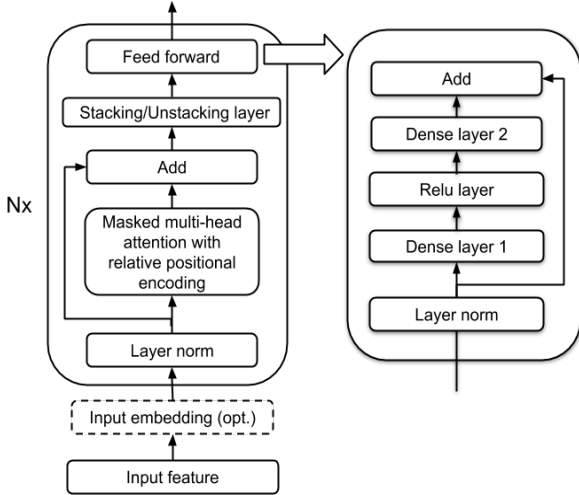 Feed forward
Stacking/Unstacking layer
Add
Nx
Masked multi-head
attention with
relative positional
encoding
Layer norm
Input embedding (opt.)
Input feature
Add
Dense layer 2
Relu layer
Dense layer 1
Layer norm